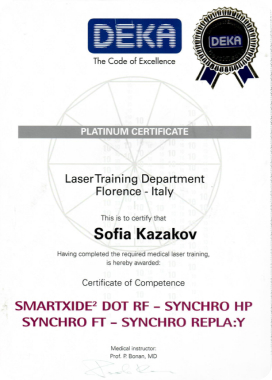 DEKA
The Code of Excellence
DEKA
PLATINUM CERTIFICATE
Laser Training Department
Florence - Italy
This is to certify that
Sofia Kazakov
Having completed the required medical laser training,
is hereby awarded:
Certificate of Competence
SMARTXIDE² DOT RF – SYNCHRO HP
SYNCHRO FT – SYNCHRO REPLA:Y
Medical instructor:
Prof. P. Bonan, MD